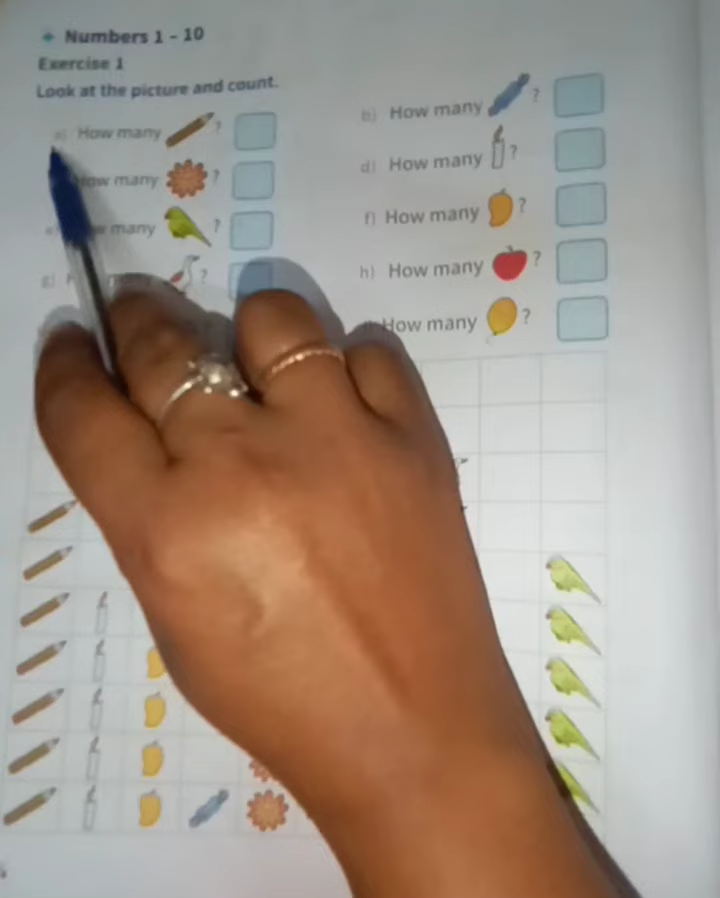 Numbers 1 - 10
Exercise 1
Look at the picture and count.
a) How many ?
b) How many ?
How many ?
d) How many ?
many ?
f) How many ?
g) ?
h) How many ?
How many ?